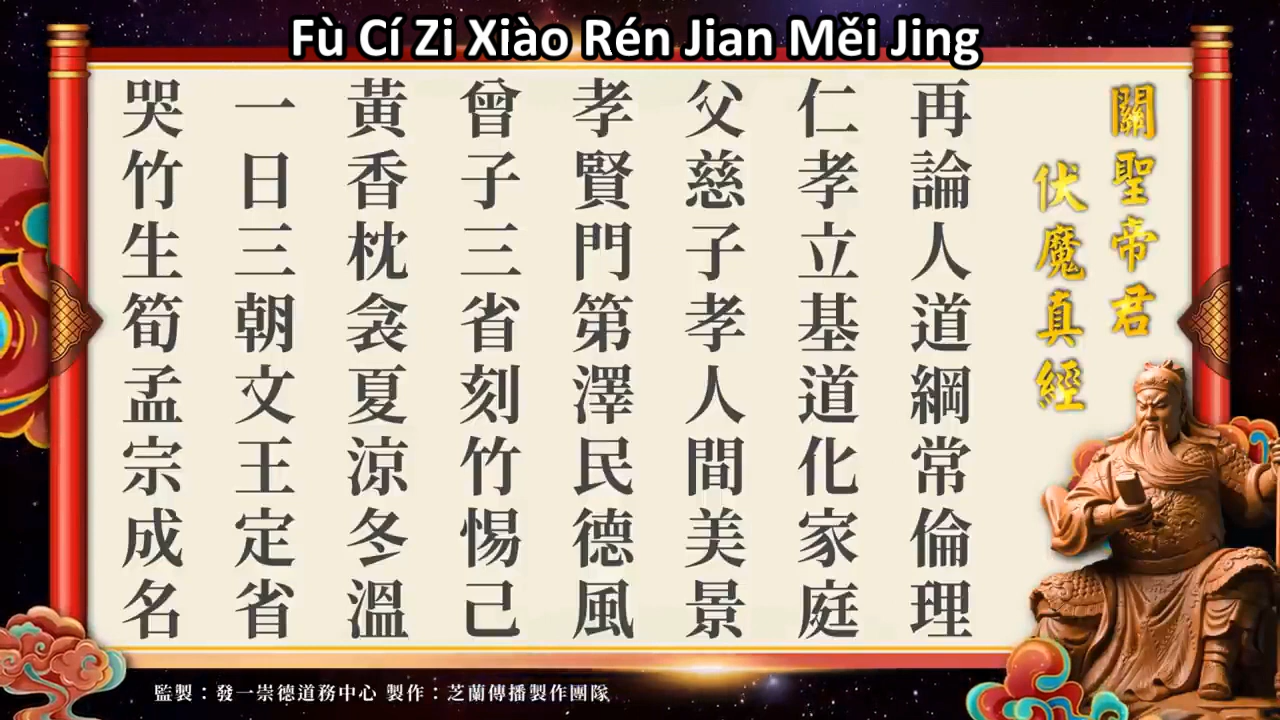 Fù Cí Zi Xiào Rén Jian Měi Jing
關聖帝君
伏魔真經
再論人道綱常倫理
仁孝立基道化家庭
父慈子孝人間美景
孝賢門第澤民德風
曾子三省刻竹惕己
黃香枕衾夏涼冬溫
一日三朝文王定省
哭竹生筍孟宗成名
監製：發一崇德道務中心 製作：芝蘭傳播製作團隊